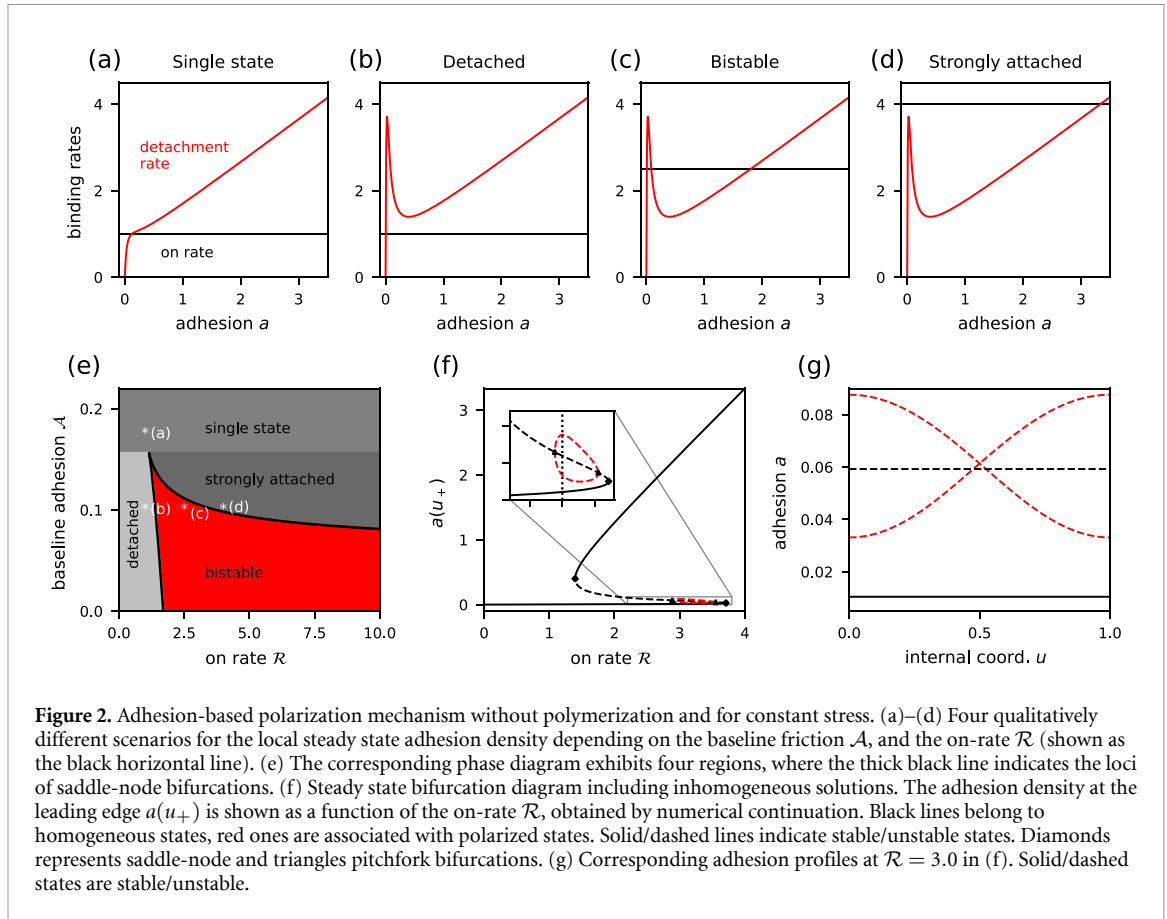 (a) Single state
(b) Detached
(c) Bistable
(d) Strongly attached
binding rates
4
2
0
detachment
rate
on rate
0 1 2 3
adhesion a
4
2
0
0 1 2 3
adhesion a
4
2
0
0 1 2 3
adhesion a
4
2
0
0 1 2 3
adhesion a
(e)
baseline adhesion 𝒜
0.2
0.1
0.0
*(a)
single state
strongly attached
*(b)
*(c)
*(d)
detached
bistable
0.0 2.5 5.0 7.5 10.0
on rate ℛ
(f)
a(u₊)
3
2
1
0
0 1 2 3 4
on rate ℛ
(g)
adhesion a
0.08
0.06
0.04
0.02
0.0 0.5 1.0
internal coord. u
Figure 2. Adhesion-based polarization mechanism without polymerization and for constant stress. (a)–(d) Four qualitatively
different scenarios for the local steady state adhesion density depending on the baseline friction 𝒜, and the on-rate ℛ (shown as
the black horizontal line). (e) The corresponding phase diagram exhibits four regions, where the thick black line indicates the loci
of saddle-node bifurcations. (f) Steady state bifurcation diagram including inhomogeneous solutions. The adhesion density at the
leading edge a(u₊) is shown as a function of the on-rate ℛ, obtained by numerical continuation. Black lines belong to
homogeneous states, red ones are associated with polarized states. Solid/dashed lines indicate stable/unstable states. Diamonds
represents saddle-node and triangles pitchfork bifurcations. (g) Corresponding adhesion profiles at ℛ = 3.0 in (f). Solid/dashed
states are stable/unstable.